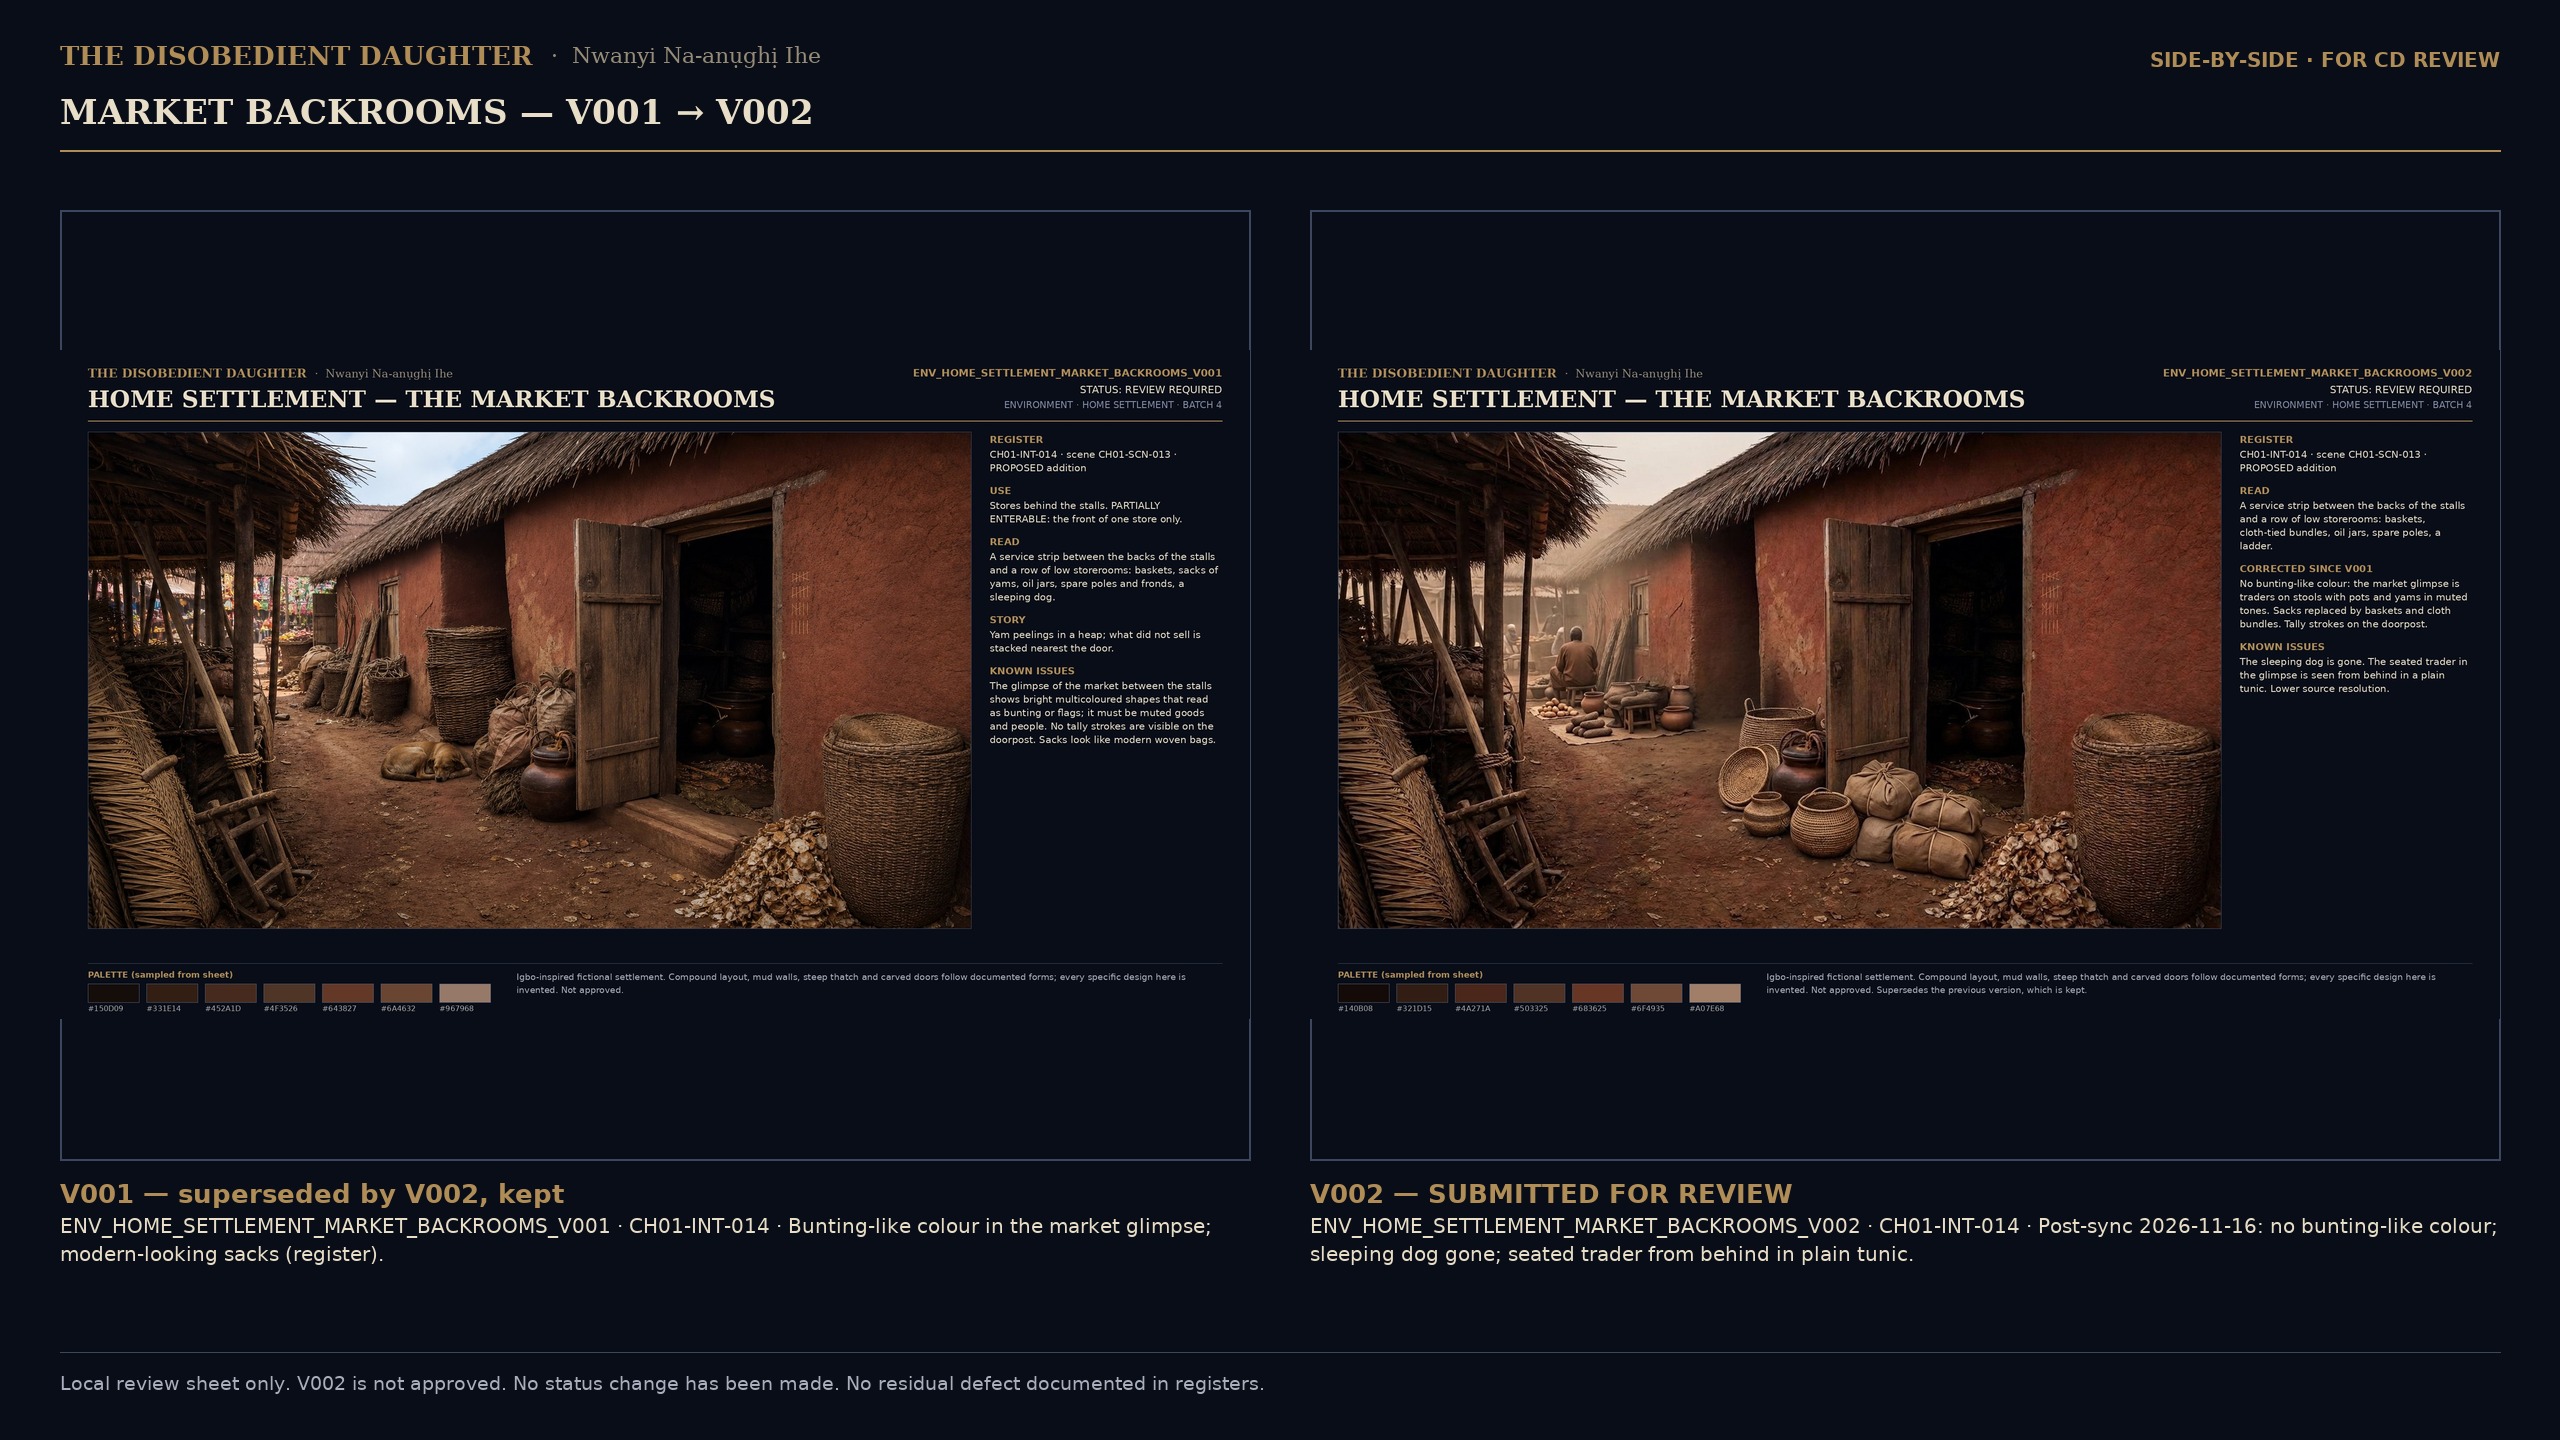 THE DISOBEDIENT DAUGHTER · Nwanyi Na-anụghị Ihe
SIDE-BY-SIDE · FOR CD REVIEW
MARKET BACKROOMS — V001 → V002
THE DISOBEDIENT DAUGHTER · Nwanyi Na-anụghị Ihe
ENV_HOME_SETTLEMENT_MARKET_BACKROOMS_V001
HOME SETTLEMENT — THE MARKET BACKROOMS
STATUS: REVIEW REQUIRED
ENVIRONMENT · HOME SETTLEMENT · BATCH 4
REGISTER
CH01-INT-014 · scene CH01-SCN-013 ·
PROPOSED addition
USE
Stores behind the stalls. PARTIALLY
ENTERABLE: the front of one store only.
READ
A service strip between the backs of the stalls
and a row of low storerooms: baskets, sacks of
yams, oil jars, spare poles and fronds, a
sleeping dog.
STORY
Yam peelings in a heap; what did not sell is
stacked nearest the door.
KNOWN ISSUES
The glimpse of the market between the stalls
shows bright multicoloured shapes that read
as bunting or flags; it must be muted goods
and people. No tally strokes are visible on the
doorpost. Sacks look like modern woven bags.
PALETTE (sampled from sheet)
#150D09 #331E14 #452A1D #4F3526 #643827 #6A4632 #967968
Igbo-inspired fictional settlement. Compound layout, mud walls, steep thatch and carved doors follow documented forms; every specific design here is
invented. Not approved.
THE DISOBEDIENT DAUGHTER · Nwanyi Na-anụghị Ihe
ENV_HOME_SETTLEMENT_MARKET_BACKROOMS_V002
HOME SETTLEMENT — THE MARKET BACKROOMS
STATUS: REVIEW REQUIRED
ENVIRONMENT · HOME SETTLEMENT · BATCH 4
REGISTER
CH01-INT-014 · scene CH01-SCN-013 ·
PROPOSED addition
READ
A service strip between the backs of the stalls
and a row of low storerooms: baskets,
cloth-tied bundles, oil jars, spare poles, a
ladder.
CORRECTED SINCE V001
No bunting-like colour: the market glimpse is
traders on stools with pots and yams in muted
tones. Sacks replaced by baskets and cloth
bundles. Tally strokes on the doorpost.
KNOWN ISSUES
The sleeping dog is gone. The seated trader in
the glimpse is seen from behind in a plain
tunic. Lower source resolution.
PALETTE (sampled from sheet)
#140B08 #321D15 #4A271A #503325 #683625 #6F4935 #A07E68
Igbo-inspired fictional settlement. Compound layout, mud walls, steep thatch and carved doors follow documented forms; every specific design here is
invented. Not approved. Supersedes the previous version, which is kept.
V001 — superseded by V002, kept
ENV_HOME_SETTLEMENT_MARKET_BACKROOMS_V001 · CH01-INT-014 · Bunting-like colour in the market glimpse;
modern-looking sacks (register).
V002 — SUBMITTED FOR REVIEW
ENV_HOME_SETTLEMENT_MARKET_BACKROOMS_V002 · CH01-INT-014 · Post-sync 2026-11-16: no bunting-like colour;
sleeping dog gone; seated trader from behind in plain tunic.
Local review sheet only. V002 is not approved. No status change has been made. No residual defect documented in registers.